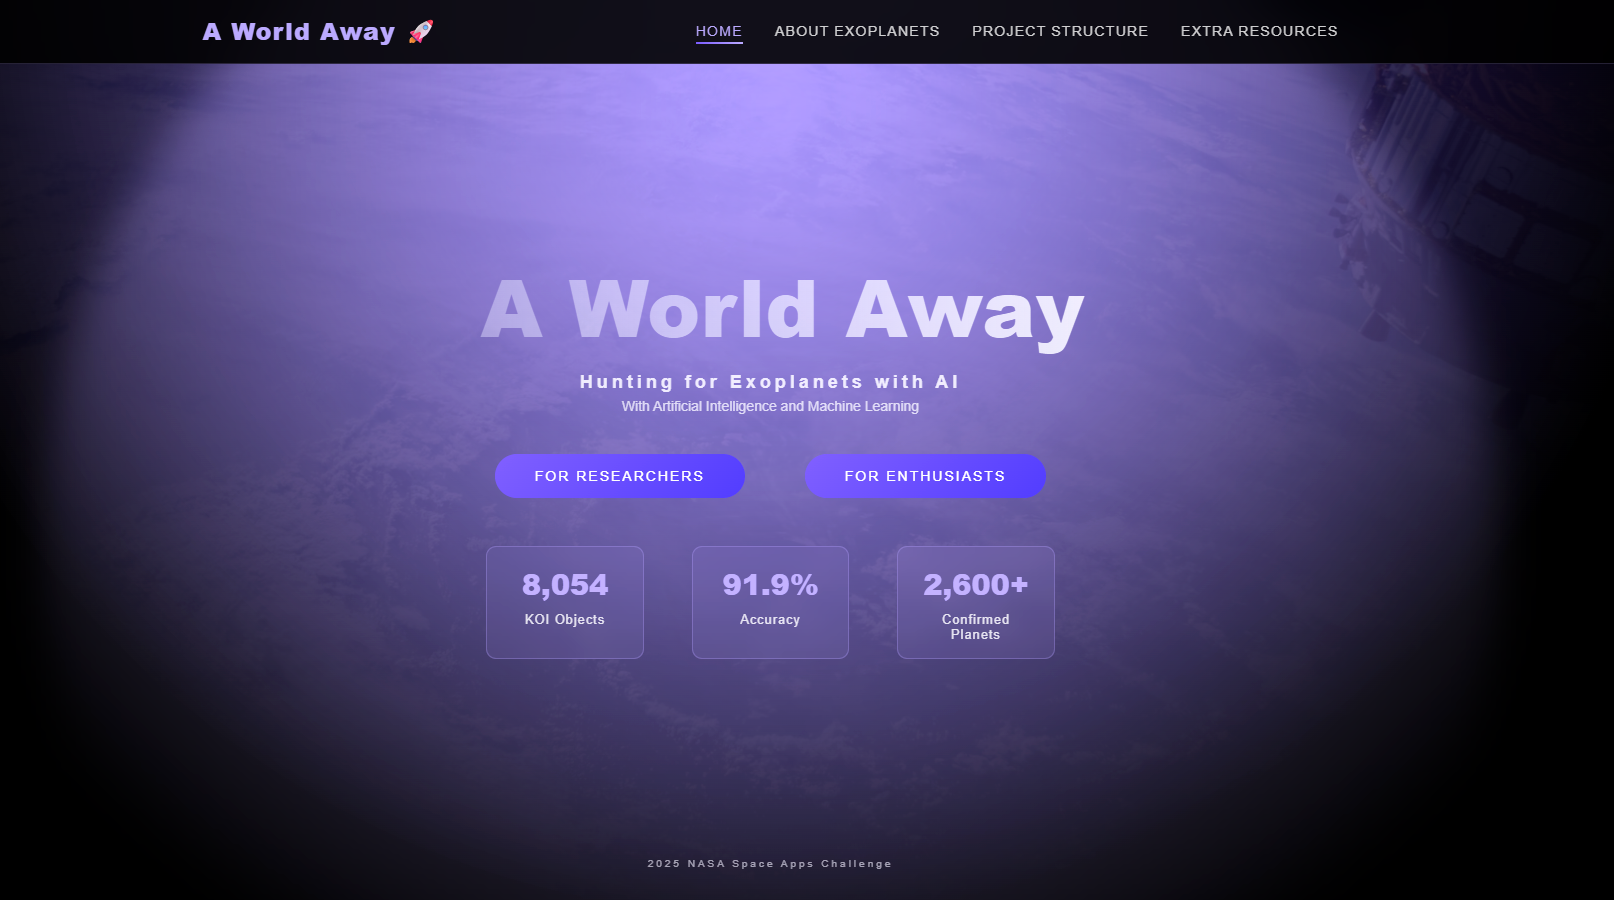 A World Away 🚀
HOME
ABOUT EXOPLANETS
PROJECT STRUCTURE
EXTRA RESOURCES
A World Away
Hunting for Exoplanets with AI
With Artificial Intelligence and Machine Learning
FOR RESEARCHERS
FOR ENTHUSIASTS
8,054
KOI Objects
91.9%
Accuracy
2,600+
Confirmed
Planets
2025 NASA Space Apps Challenge